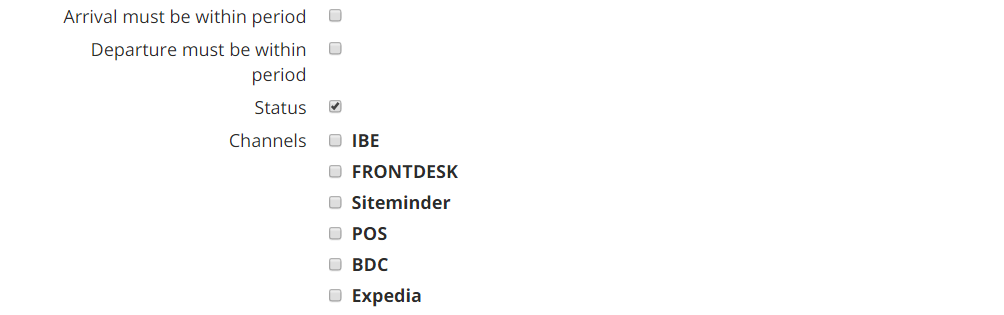 Arrival must be within period
Departure must be within
period
Status
Channels
IBE
FRONTDESK
Siteminder
POS
BDC
Expedia